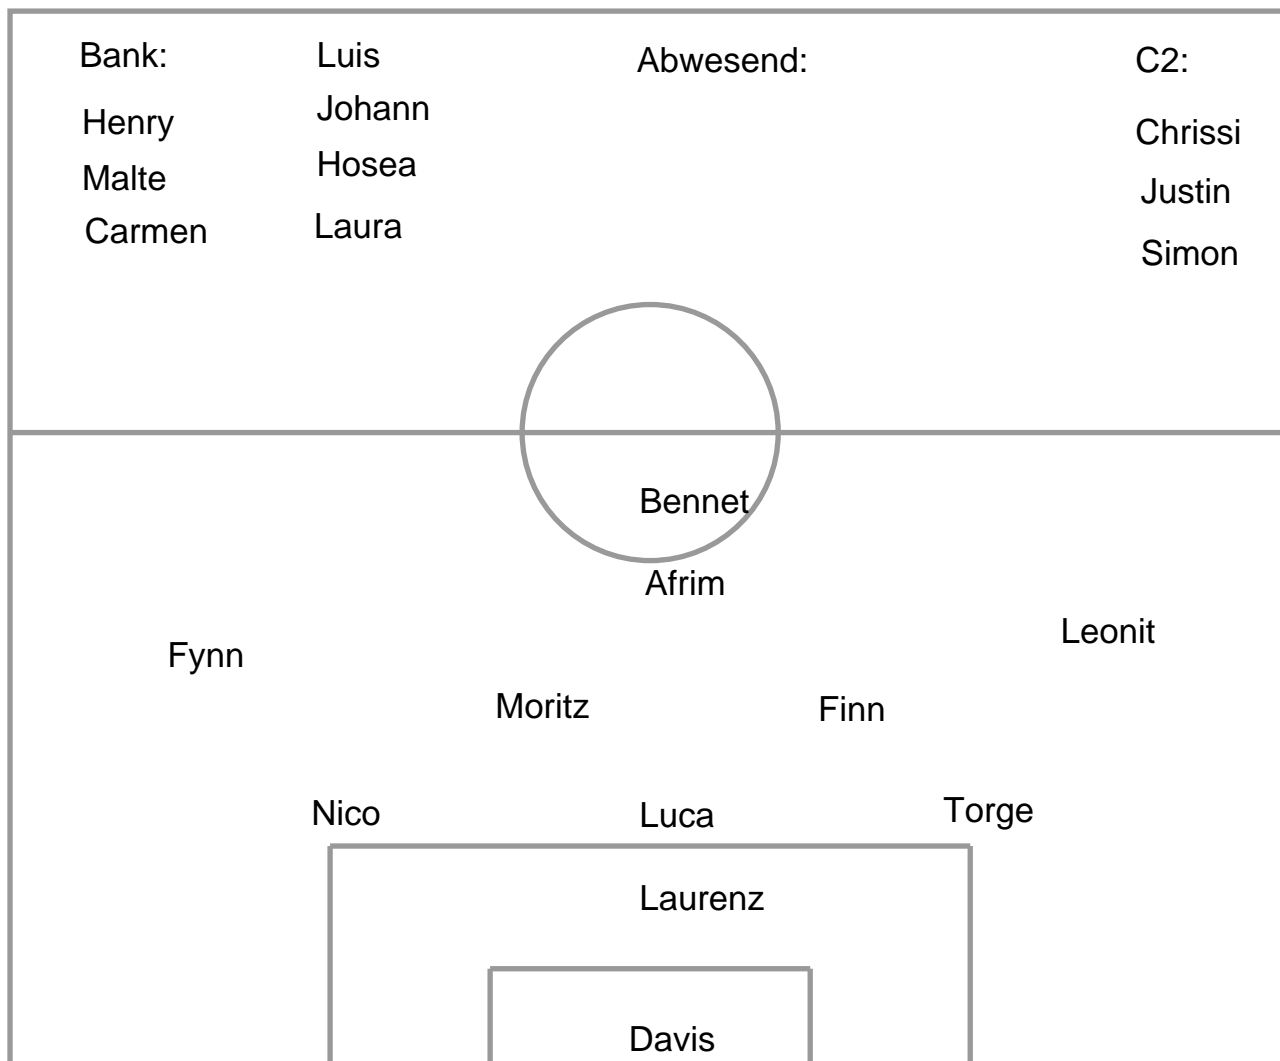 Bank:
Henry
Malte
Carmen
Luis
Johann
Hosea
Laura
Abwesend:
C2:
Chrissi
Justin
Simon
Bennet
Afrim
Leonit
Fynn
Moritz
Finn
Nico
Luca
Torge
Laurenz
Davis